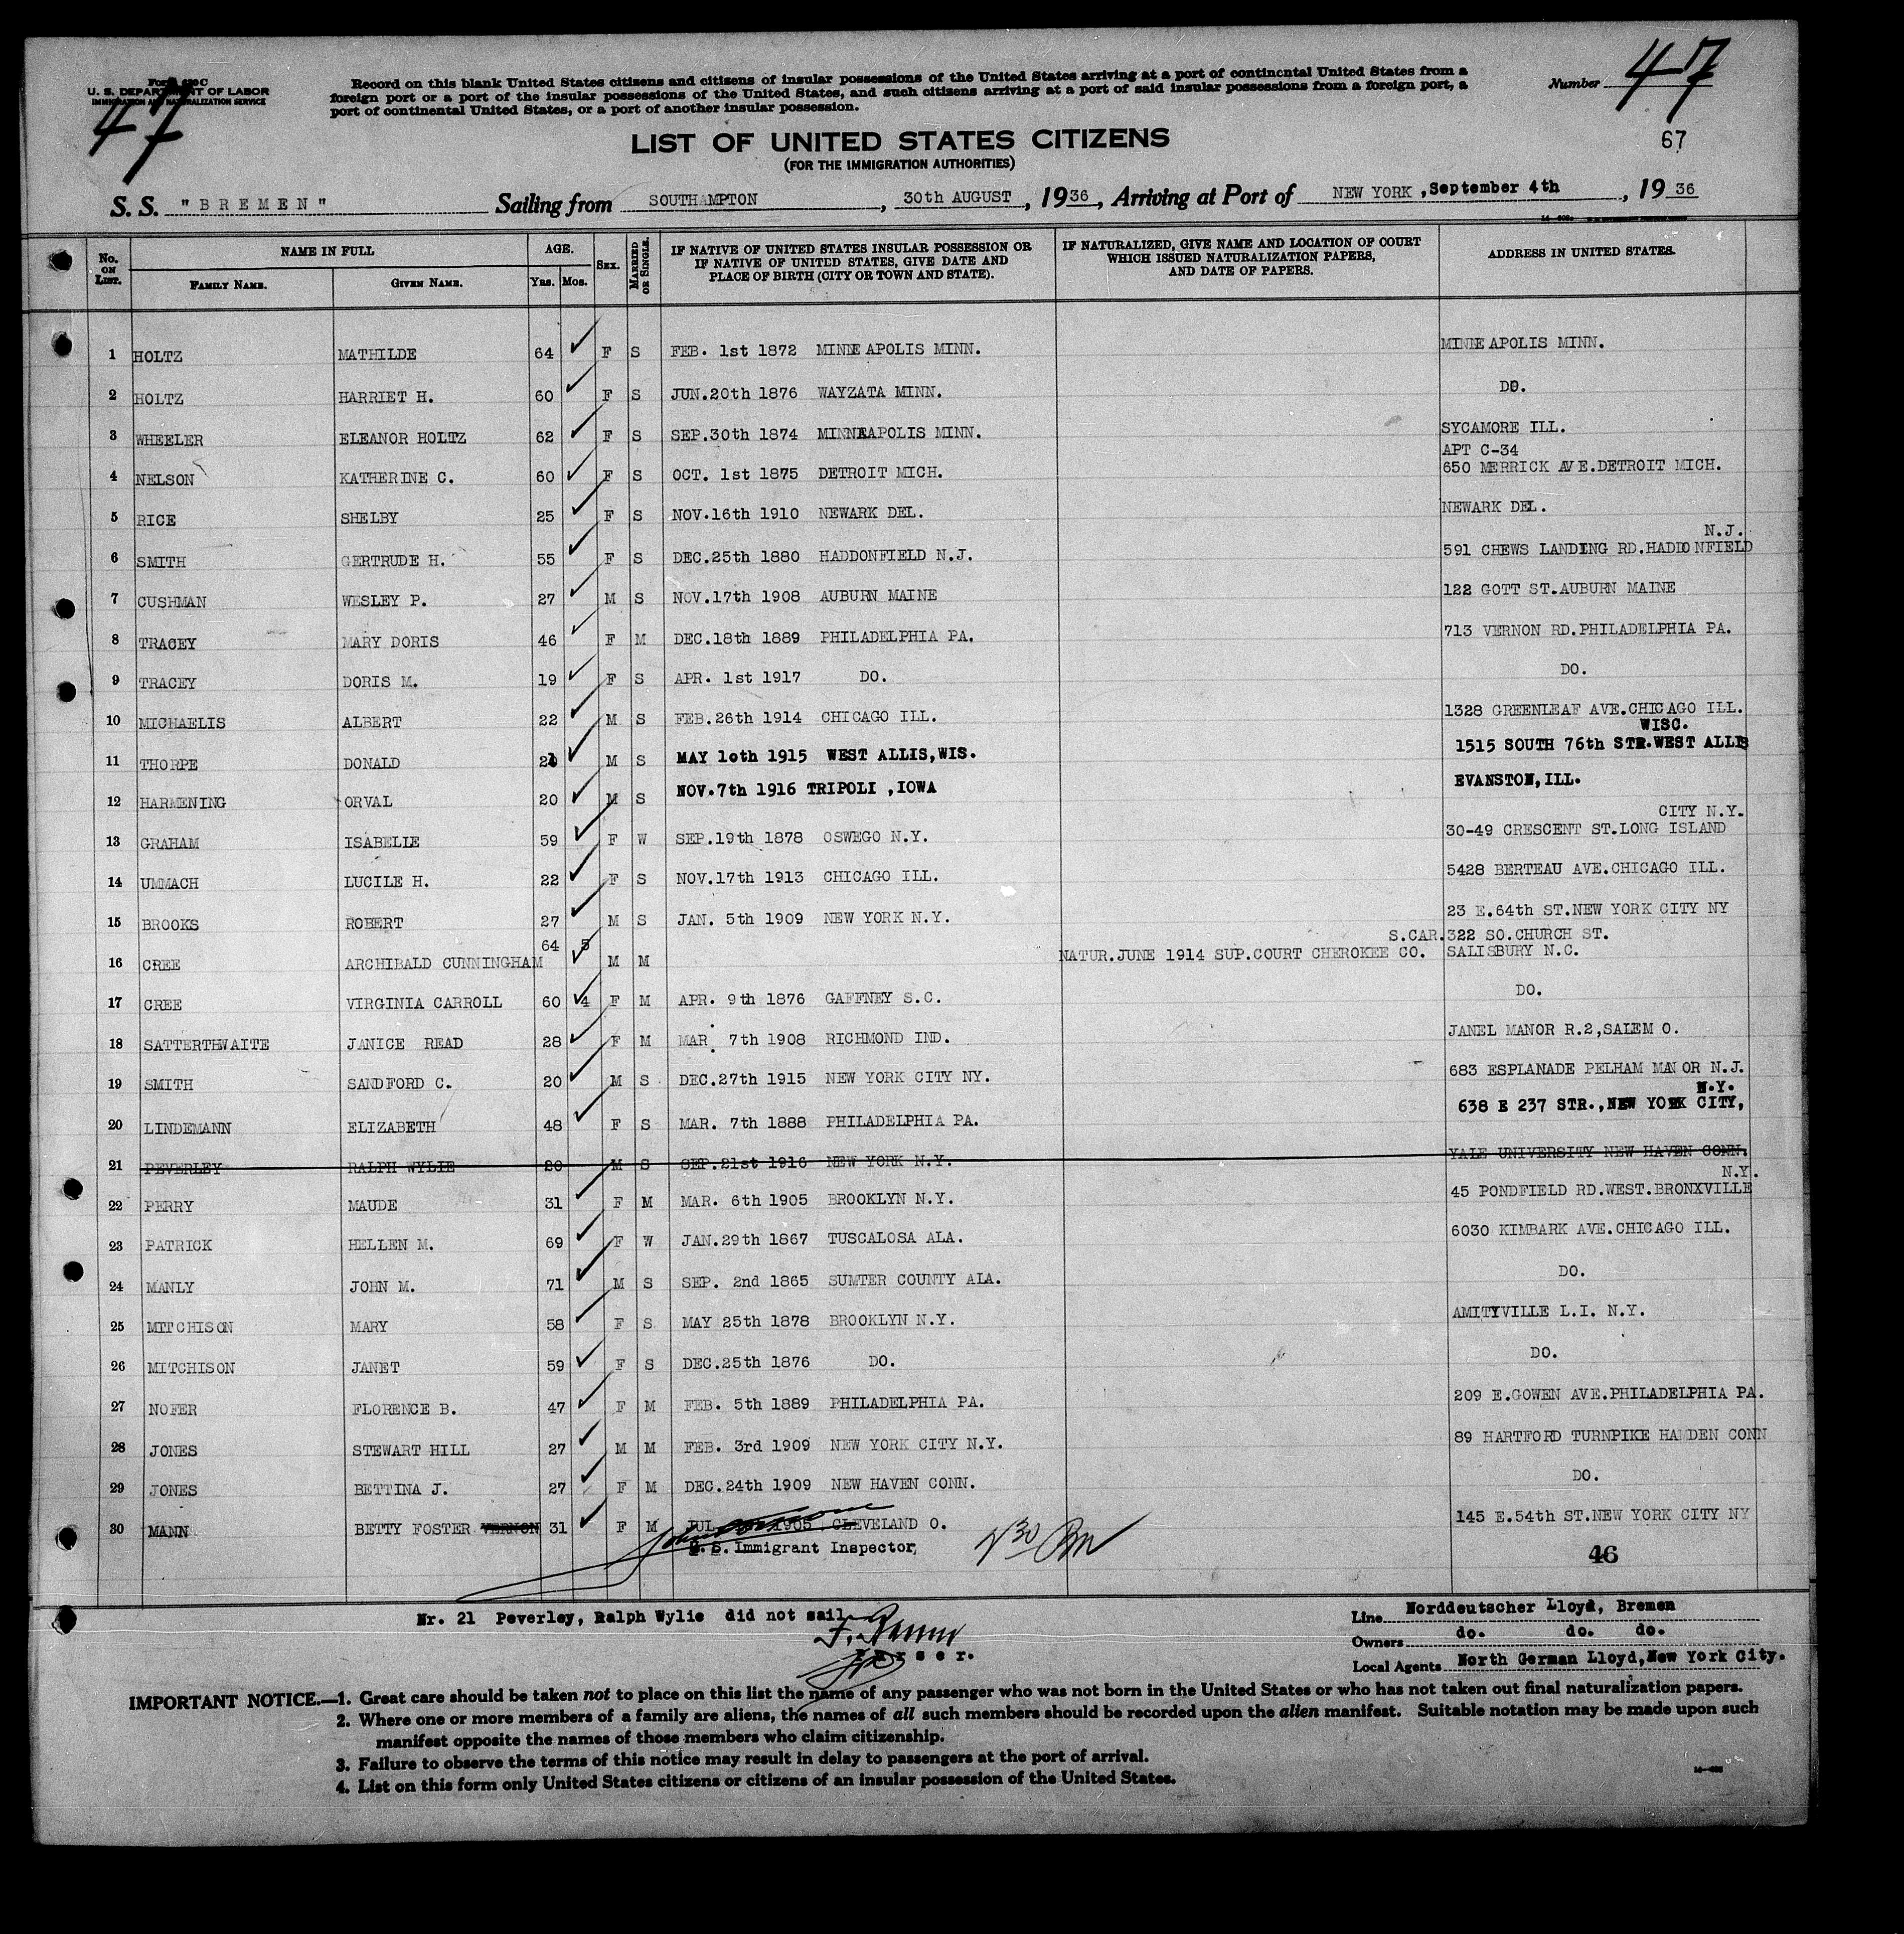 Form 630 C
U. S. DEPARTMENT OF LABOR
IMMIGRATION AND NATURALIZATION SERVICE
47
Record on this blank United States citizens and citizens of insular possessions of the United States arriving at a port of continental United States from a
foreign port or a port of the insular possessions of the United States, and such citizens arriving at a port of said insular possessions from a foreign port, a
port of continental United States, or a port of another insular possession.
Number 47
67
LIST OF UNITED STATES CITIZENS
(FOR THE IMMIGRATION AUTHORITIES)
S. S. "BREMEN" Sailing from SOUTHAMPTON, 30th AUGUST, 1936, Arriving at Port of NEW YORK, September 4th, 1936
No. ON LIST. NAME IN FULL FAMILY NAME. GIVEN NAME. AGE. YRS. MOS. SEX. MARRIED OR SINGLE. IF NATIVE OF UNITED STATES INSULAR POSSESSION OR IF NATIVE OF UNITED STATES, GIVE DATE AND PLACE OF BIRTH (CITY OR TOWN AND STATE). IF NATURALIZED, GIVE NAME AND LOCATION OF COURT WHICH ISSUED NATURALIZATION PAPERS, AND DATE OF PAPERS. ADDRESS IN UNITED STATES.
1 HOLTZ MATHILDE 64 F S FEB. 1st 1872 MINNEAPOLIS MINN. MINNEAPOLIS MINN.
2 HOLTZ HARRIET H. 60 F S JUN.20th 1876 WAYZATA MINN. DO.
3 WHEELER ELEANOR HOLTZ 62 F S SEP.30th 1874 MINNEAPOLIS MINN. SYCAMORE ILL.
4 NELSON KATHERINE C. 60 F S OCT. 1st 1875 DETROIT MICH. APT C-34 650 MERRICK AVE.DETROIT MICH.
5 RICE SHELBY 25 F S NOV.16th 1910 NEWARK DEL. NEWARK DEL.
6 SMITH GERTRUDE H. 55 F S DEC.25th 1880 HADDONFIELD N.J. 591 CHEWS LANDING RD.HADDONFIELD N.J.
7 CUSHMAN WESLEY P. 27 M S NOV.17th 1908 AUBURN MAINE 122 GOTT ST.AUBURN MAINE
8 TRACEY MARY DORIS 46 F M DEC.18th 1889 PHILADELPHIA PA. 713 VERNON RD.PHILADELPHIA PA.
9 TRACEY DORIS M. 19 F S APR. 1st 1917 DO. DO.
10 MICHAELIS ALBERT 22 M S FEB.26th 1914 CHICAGO ILL. 1328 GREENLEAF AVE.CHICAGO ILL.
11 THORPE DONALD 21 M S MAY 10th 1915 WEST ALLIS,WIS. 1515 SOUTH 76th STR.WEST ALLIS WISC.
12 HARMENING ORVAL 20 M S NOV.7th 1916 TRIPOLI ,IOWA EVANSTON,ILL.
13 GRAHAM ISABELLE 59 F W SEP.19th 1878 OSWEGO N.Y. 30-49 CRESCENT ST.LONG ISLAND CITY N.Y.
14 UMMACH LUCILE H. 22 F S NOV.17th 1913 CHICAGO ILL. 5428 BERTEAU AVE.CHICAGO ILL.
15 BROOKS ROBERT 27 M S JAN. 5th 1909 NEW YORK N.Y. 23 E.64th ST.NEW YORK CITY NY
16 CREE ARCHIBALD CUNNINGHAM 64 5 M M NATUR.JUNE 1914 SUP.COURT CHEROKEE CO. S.CAR. 322 SO.CHURCH ST. SALISBURY N.C.
17 CREE VIRGINIA CARROLL 60 4 F M APR. 9th 1876 GAFFNEY S.C. DO.
18 SATTERTHWAITE JANICE READ 28 F M MAR. 7th 1908 RICHMOND IND. JANEL MANOR R.2,SALEM O.
19 SMITH SANDFORD C. 20 M S DEC.27th 1915 NEW YORK CITY NY. 683 ESPLANADE PELHAM MANOR N.J.
20 LINDEMANN ELIZABETH 48 F S MAR. 7th 1888 PHILADELPHIA PA. 638 E 237 STR.,NEW YORK CITY, N.Y.
21 PEVERLEY RALPH WYLIE 20 M S SEP.21st 1916 NEW YORK N.Y. YALE UNIVERSITY NEW HAVEN CONN.
22 PERRY MAUDE 31 F M MAR. 6th 1905 BROOKLYN N.Y. 45 PONDFIELD RD.WEST.BRONXVILLE N.Y.
23 PATRICK HELLEN M. 69 F W JAN.29th 1867 TUSCALOSA ALA. 6030 KIMBARK AVE.CHICAGO ILL.
24 MANLY JOHN M. 71 M S SEP. 2nd 1865 SUMTER COUNTY ALA. DO.
25 MITCHISON MARY 58 F S MAY 25th 1878 BROOKLYN N.Y. AMITYVILLE L.I. N.Y.
26 MITCHISON JANET 59 F S DEC.25th 1876 DO. DO.
27 NOFER FLORENCE B. 47 F M FEB. 5th 1889 PHILADELPHIA PA. 209 E.GOWEN AVE.PHILADELPHIA PA.
28 JONES STEWART HILL 27 M M FEB. 3rd 1909 NEW YORK CITY N.Y. 89 HARTFORD TURNPIKE HAMDEN CONN
29 JONES BETTINA J. 27 F M DEC.24th 1909 NEW HAVEN CONN. DO.
30 MANN BETTY FOSTER VERNON 31 F M JUL. 1905 CLEVELAND O. 145 E.54th ST.NEW YORK CITY NY
U. S. Immigrant Inspector
46
Nr. 21 Peverley, Ralph Wylie did not sail
Purser.
Line Norddeutscher Lloyd, Bremen
Owners do. do. do.
Local Agents North German Lloyd,New York City.
IMPORTANT NOTICE.—1. Great care should be taken not to place on this list the name of any passenger who was not born in the United States or who has not taken out final naturalization papers.
2. Where one or more members of a family are aliens, the names of all such members should be recorded upon the alien manifest. Suitable notation may be made upon such
manifest opposite the names of those members who claim citizenship.
3. Failure to observe the terms of this notice may result in delay to passengers at the port of arrival.
4. List on this form only United States citizens or citizens of an insular possession of the United States.